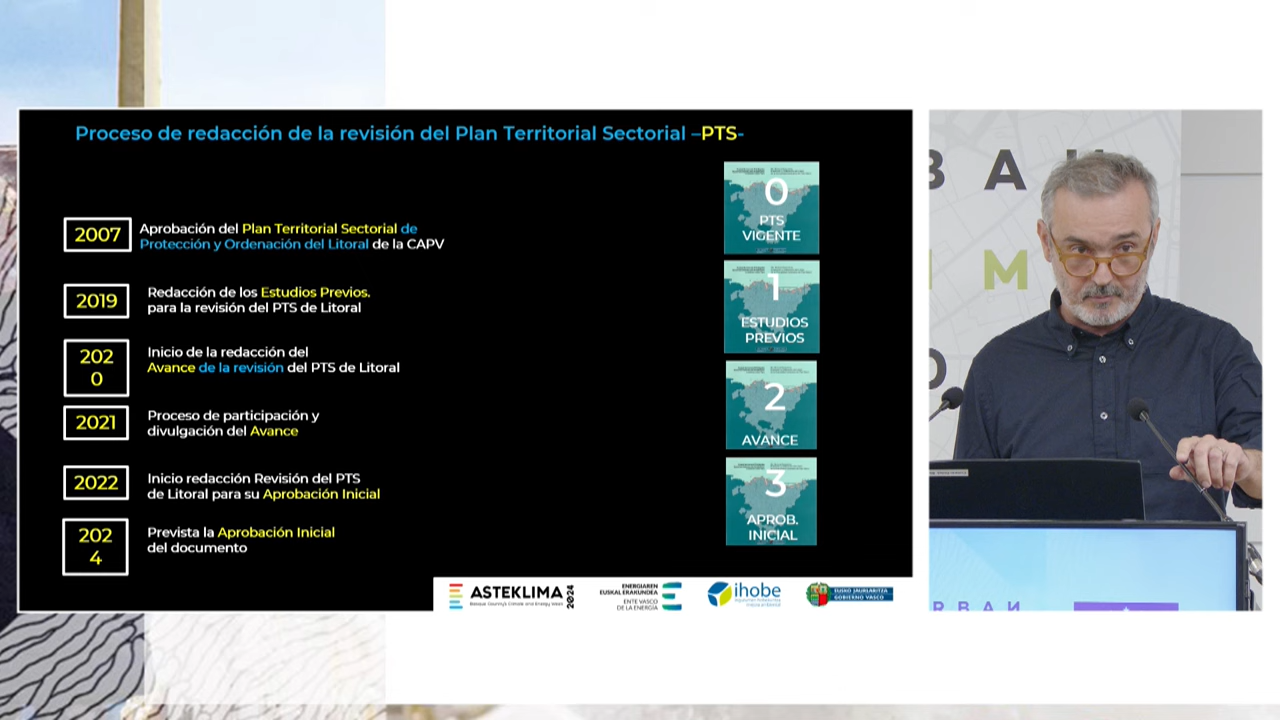 Proceso de redacción de la revisión del Plan Territorial Sectorial –PTS-
2007
Aprobación del Plan Territorial Sectorial de
Protección y Ordenación del Litoral de la CAPV
2019
Redacción de los Estudios Previos.
para la revisión del PTS de Litoral
202
0
Inicio de la redacción del
Avance de la revisión del PTS de Litoral
2021
Proceso de participación y
divulgación del Avance
2022
Inicio redacción Revisión del PTS
de Litoral para su Aprobación Inicial
202
4
Prevista la Aprobación Inicial
del documento
0
PTS
VIGENTE
1
ESTUDIOS
PREVIOS
2
AVANCE
3
APROB.
INICIAL
ASTEKLIMA 2024
Basque Country's Climate and Energy Week
ENERGIAREN
EUSKAL ERAKUNDEA
ENTE VASCO
DE LA ENERGÍA
ihobe
EUSKO JAURLARITZA
GOBIERNO VASCO
B A
M
O
R B A N